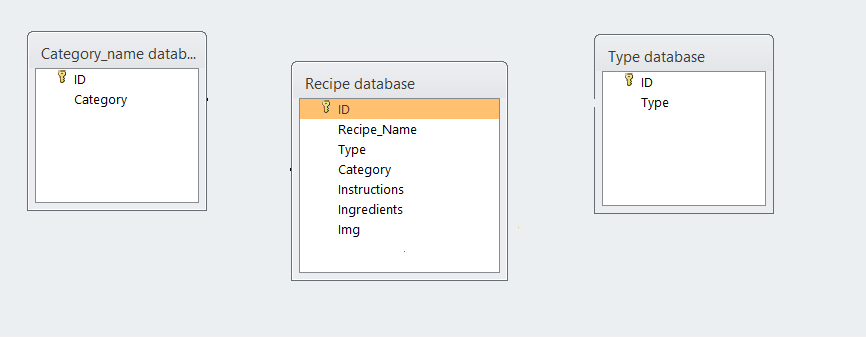 Category_name datab...
ID
Category
Recipe database
ID
Recipe_Name
Type
Category
Instructions
Ingredients
Img
Type database
ID
Type